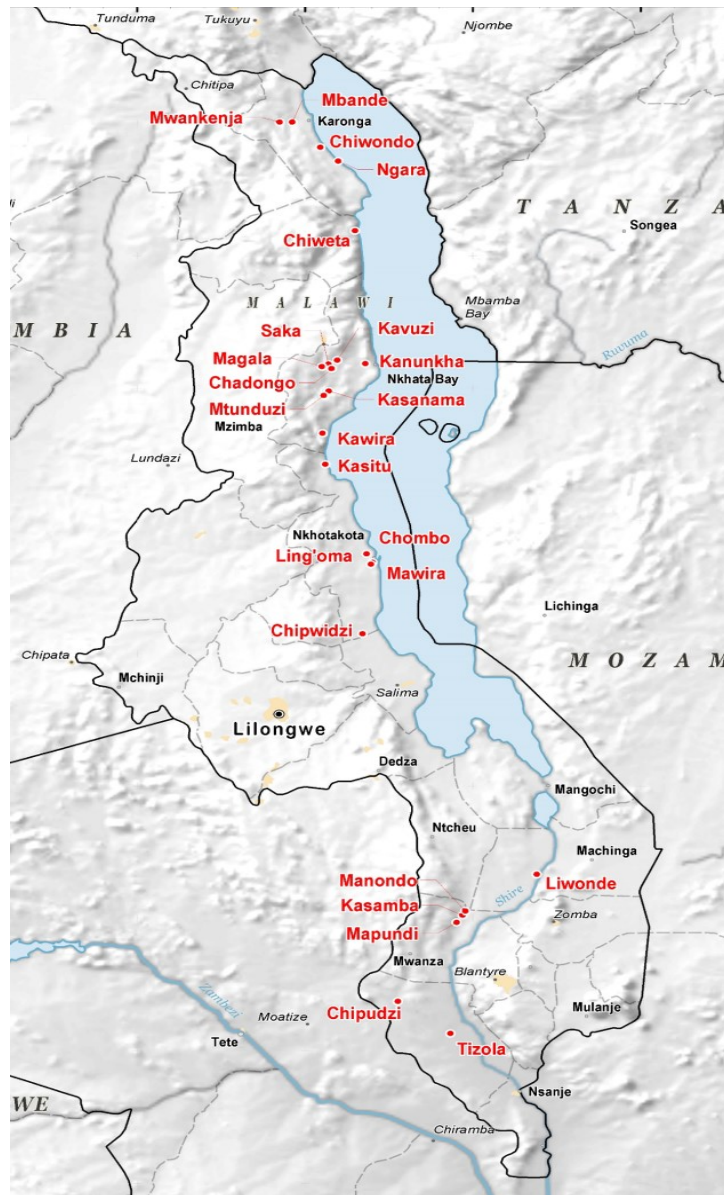 Tunduma
Tukuyu
Njombe
Chitipa
Mbande
Mwankenja
Karonga
Chiwondo
Ngara
T A N Z A
Songea
Chiweta
M A L A W I
Mbamba
Bay
Saka
Kavuzi
M B I A
Ruvuma
Magala
Kanunkha
Nkhata Bay
Chadongo
Kasanama
Mtunduzi
Mzimba
Kawira
Lundazi
Kasitu
Nkhotakota
Chombo
Ling'oma
Mawira
Lichinga
Chipwidzi
Chipata
M O Z A M
Mchinji
Salima
Lilongwe
Dedza
Mangochi
Ntcheu
Machinga
Manondo
Liwonde
Kasamba
Shire
Zomba
Mapundi
Mwanza
Blantyre
Zambezi
Chipudzi
Moatize
Mulanje
Tete
Tizola
Nsanje
WE
Chiramba